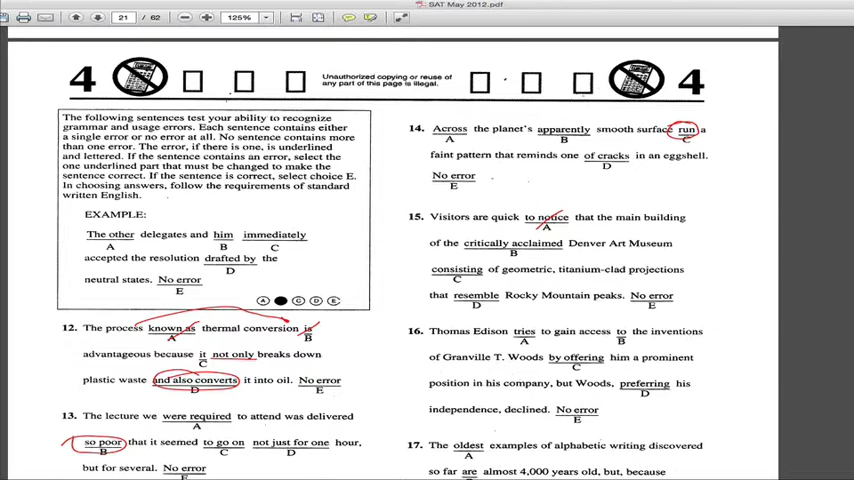 SAT May 2012.pdf
21 / 62
125%
4
Unauthorized copying or reuse of
any part of this page is illegal.
4
The following sentences test your ability to recognize
grammar and usage errors. Each sentence contains either
a single error or no error at all. No sentence contains more
than one error. The error, if there is one, is underlined
and lettered. If the sentence contains an error, select the
one underlined part that must be changed to make the
sentence correct. If the sentence is correct, select choice E.
In choosing answers, follow the requirements of standard
written English.
EXAMPLE:
The other delegates and him immediately
A B C
accepted the resolution drafted by the
D
neutral states. No error
E
A C D E
12. The process known as thermal conversion is
A B
advantageous because it not only breaks down
C
plastic waste and also converts it into oil. No error
D E
13. The lecture we were required to attend was delivered
A
so poor that it seemed to go on not just for one hour,
B C D
but for several. No error
E
14. Across the planet's apparently smooth surface run a
A B C
faint pattern that reminds one of cracks in an eggshell.
D
No error
E
15. Visitors are quick to notice that the main building
A
of the critically acclaimed Denver Art Museum
B
consisting of geometric, titanium-clad projections
C
that resemble Rocky Mountain peaks. No error
D E
16. Thomas Edison tries to gain access to the inventions
A B
of Granville T. Woods by offering him a prominent
C
position in his company, but Woods, preferring his
D
independence, declined. No error
E
17. The oldest examples of alphabetic writing discovered
A
so far are almost 4,000 years old, but, because
B